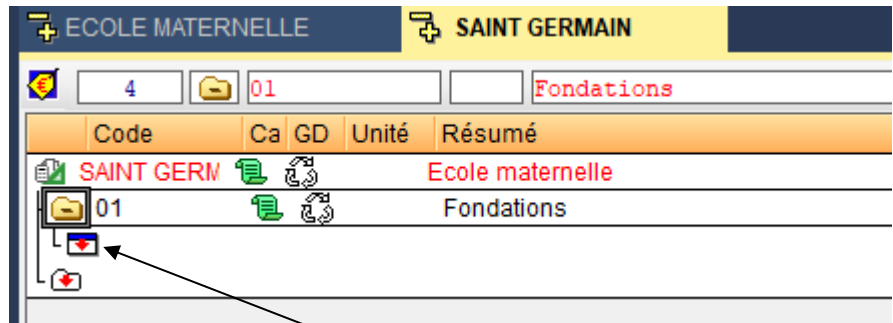 ECOLE MATERNELLE SAINT GERMAIN
4 01 Fondations
Code Ca GD Unité Résumé
SAINT GERM Ecole maternelle
01 Fondations